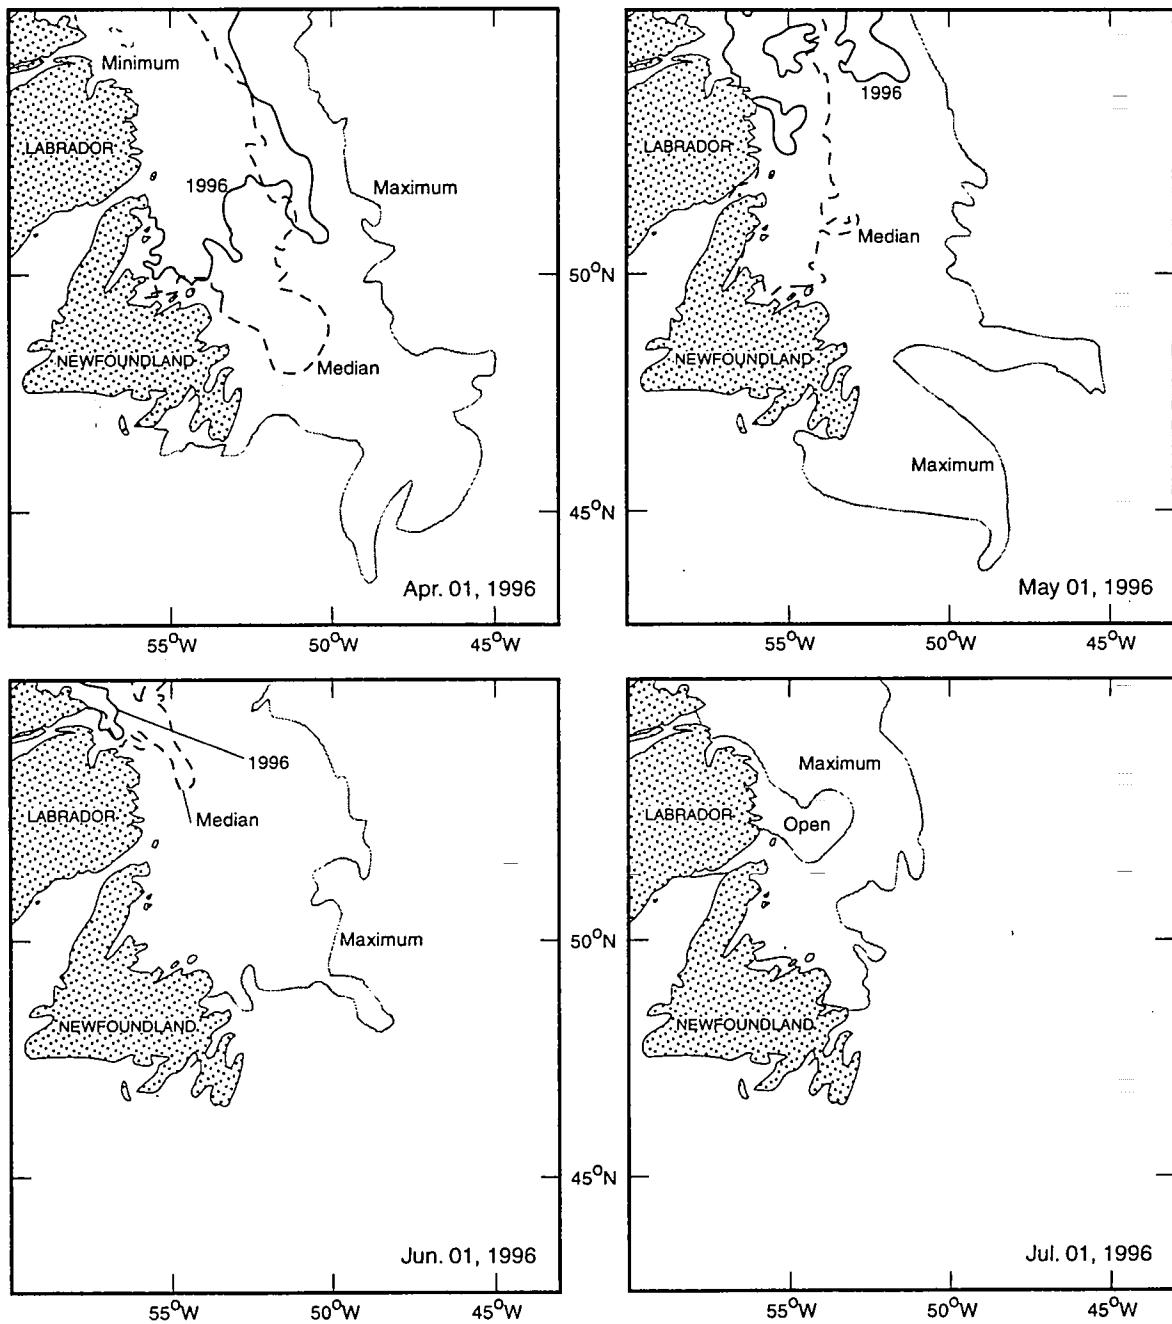 Minimum
LABRADOR
1996
Maximum
NEWFOUNDLAND
Median
Apr. 01, 1996
55°W
50°W
45°W
1996
LABRADOR
Median
50°N
NEWFOUNDLAND
Maximum
45°N
May 01, 1996
55°W
50°W
45°W
1996
LABRADOR
Median
Maximum
NEWFOUNDLAND
Jun. 01, 1996
55°W
50°W
45°W
Maximum
LABRADOR
Open
50°N
NEWFOUNDLAND
45°N
Jul. 01, 1996
55°W
50°W
45°W